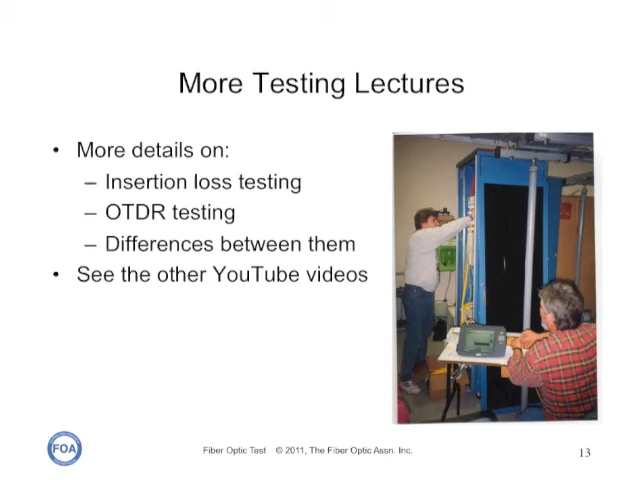 More Testing Lectures
• More details on:
– Insertion loss testing
– OTDR testing
– Differences between them
• See the other YouTube videos
FOA
Fiber Optic Test © 2011, The Fiber Optic Assn. Inc.
13